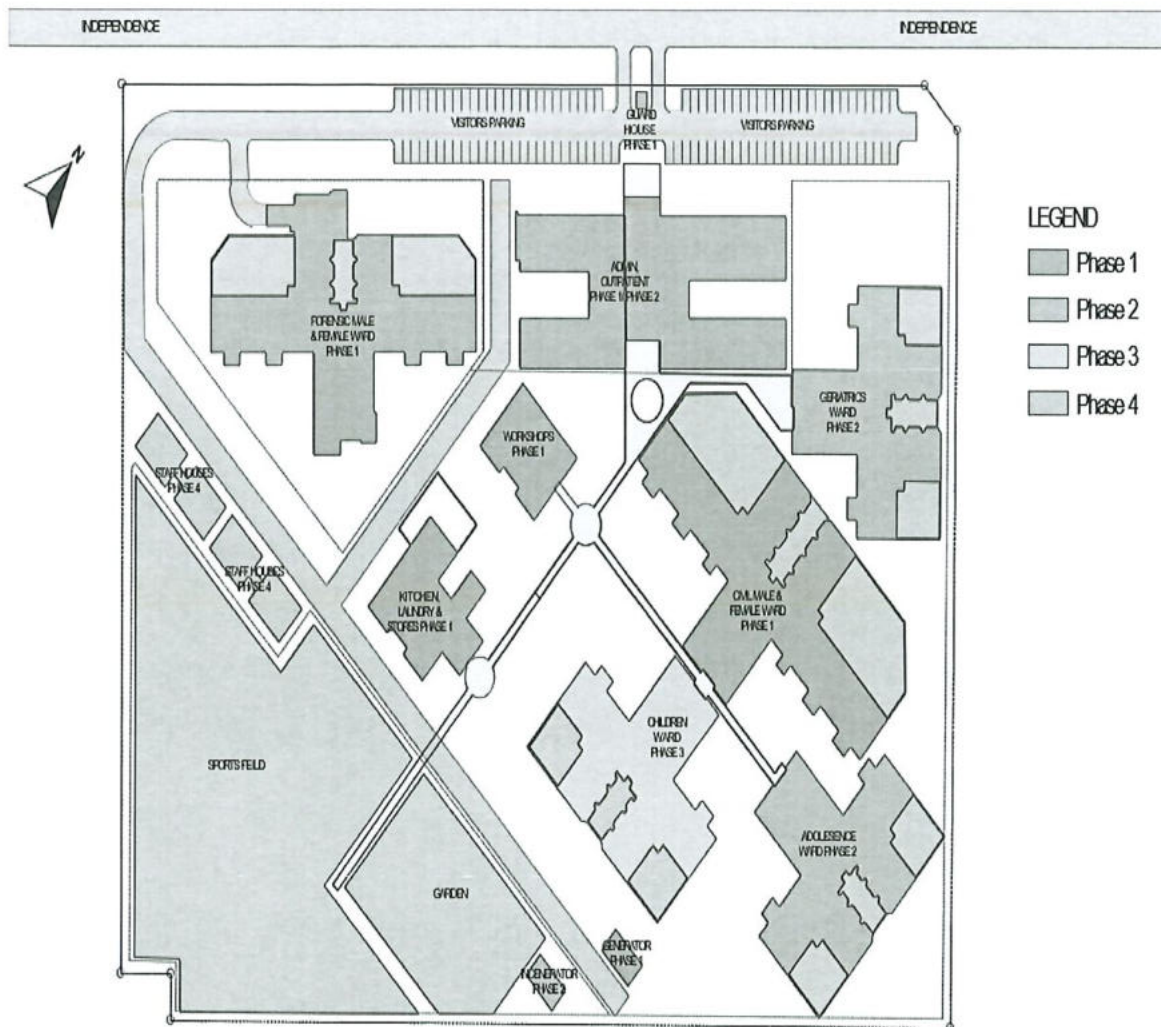 INDEPENDENCE
INDEPENDENCE
VISITORS PARKING
GUARD
HOUSE
PHASE 1
VISITORS PARKING
N
LEGEND
Phase 1
Phase 2
Phase 3
Phase 4
ADMIN,
OUTPATIENT
PHASE 1/PHASE 2
FORENSIC MALE
& FEMALE WARD
PHASE 1
GERIATRICS
WARD
PHASE 2
WORKSHOPS
PHASE 1
STAFF HOUSES
PHASE 4
STAFF HOUSES
PHASE 4
KITCHEN,
LAUNDRY &
STORES PHASE 1
CIVIL MALE &
FEMALE WARD
PHASE 1
CHILDREN
WARD
PHASE 3
SPORTS FEILD
ADOLESENCE
WARD PHASE 2
GARDEN
GENERATOR
PHASE 1
INCENERATOR
PHASE 2